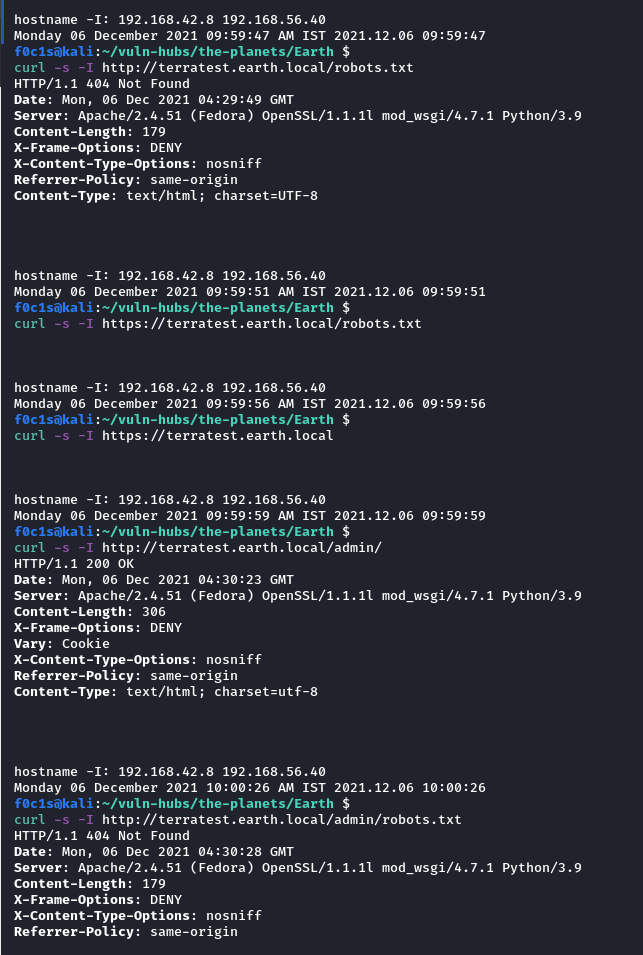 hostname -I: 192.168.42.8 192.168.56.40
Monday 06 December 2021 09:59:47 AM IST 2021.12.06 09:59:47
f0c1s@kali:~/vuln-hubs/the-planets/Earth $
curl -s -I http://terratest.earth.local/robots.txt
HTTP/1.1 404 Not Found
Date: Mon, 06 Dec 2021 04:29:49 GMT
Server: Apache/2.4.51 (Fedora) OpenSSL/1.1.1l mod_wsgi/4.7.1 Python/3.9
Content-Length: 179
X-Frame-Options: DENY
X-Content-Type-Options: nosniff
Referrer-Policy: same-origin
Content-Type: text/html; charset=UTF-8
hostname -I: 192.168.42.8 192.168.56.40
Monday 06 December 2021 09:59:51 AM IST 2021.12.06 09:59:51
f0c1s@kali:~/vuln-hubs/the-planets/Earth $
curl -s -I https://terratest.earth.local/robots.txt
hostname -I: 192.168.42.8 192.168.56.40
Monday 06 December 2021 09:59:56 AM IST 2021.12.06 09:59:56
f0c1s@kali:~/vuln-hubs/the-planets/Earth $
curl -s -I https://terratest.earth.local
hostname -I: 192.168.42.8 192.168.56.40
Monday 06 December 2021 09:59:59 AM IST 2021.12.06 09:59:59
f0c1s@kali:~/vuln-hubs/the-planets/Earth $
curl -s -I http://terratest.earth.local/admin/
HTTP/1.1 200 OK
Date: Mon, 06 Dec 2021 04:30:23 GMT
Server: Apache/2.4.51 (Fedora) OpenSSL/1.1.1l mod_wsgi/4.7.1 Python/3.9
Content-Length: 306
X-Frame-Options: DENY
Vary: Cookie
X-Content-Type-Options: nosniff
Referrer-Policy: same-origin
Content-Type: text/html; charset=utf-8
hostname -I: 192.168.42.8 192.168.56.40
Monday 06 December 2021 10:00:26 AM IST 2021.12.06 10:00:26
f0c1s@kali:~/vuln-hubs/the-planets/Earth $
curl -s -I http://terratest.earth.local/admin/robots.txt
HTTP/1.1 404 Not Found
Date: Mon, 06 Dec 2021 04:30:28 GMT
Server: Apache/2.4.51 (Fedora) OpenSSL/1.1.1l mod_wsgi/4.7.1 Python/3.9
Content-Length: 179
X-Frame-Options: DENY
X-Content-Type-Options: nosniff
Referrer-Policy: same-origin